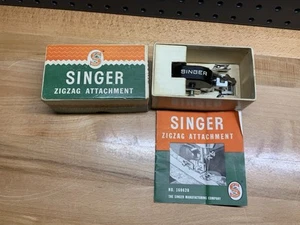 SINGER
ZIGZAG ATTACHMENT
SINGER
SINGER
ZIGZAG ATTACHMENT
THE SINGER MANUFACTURING COMPANY